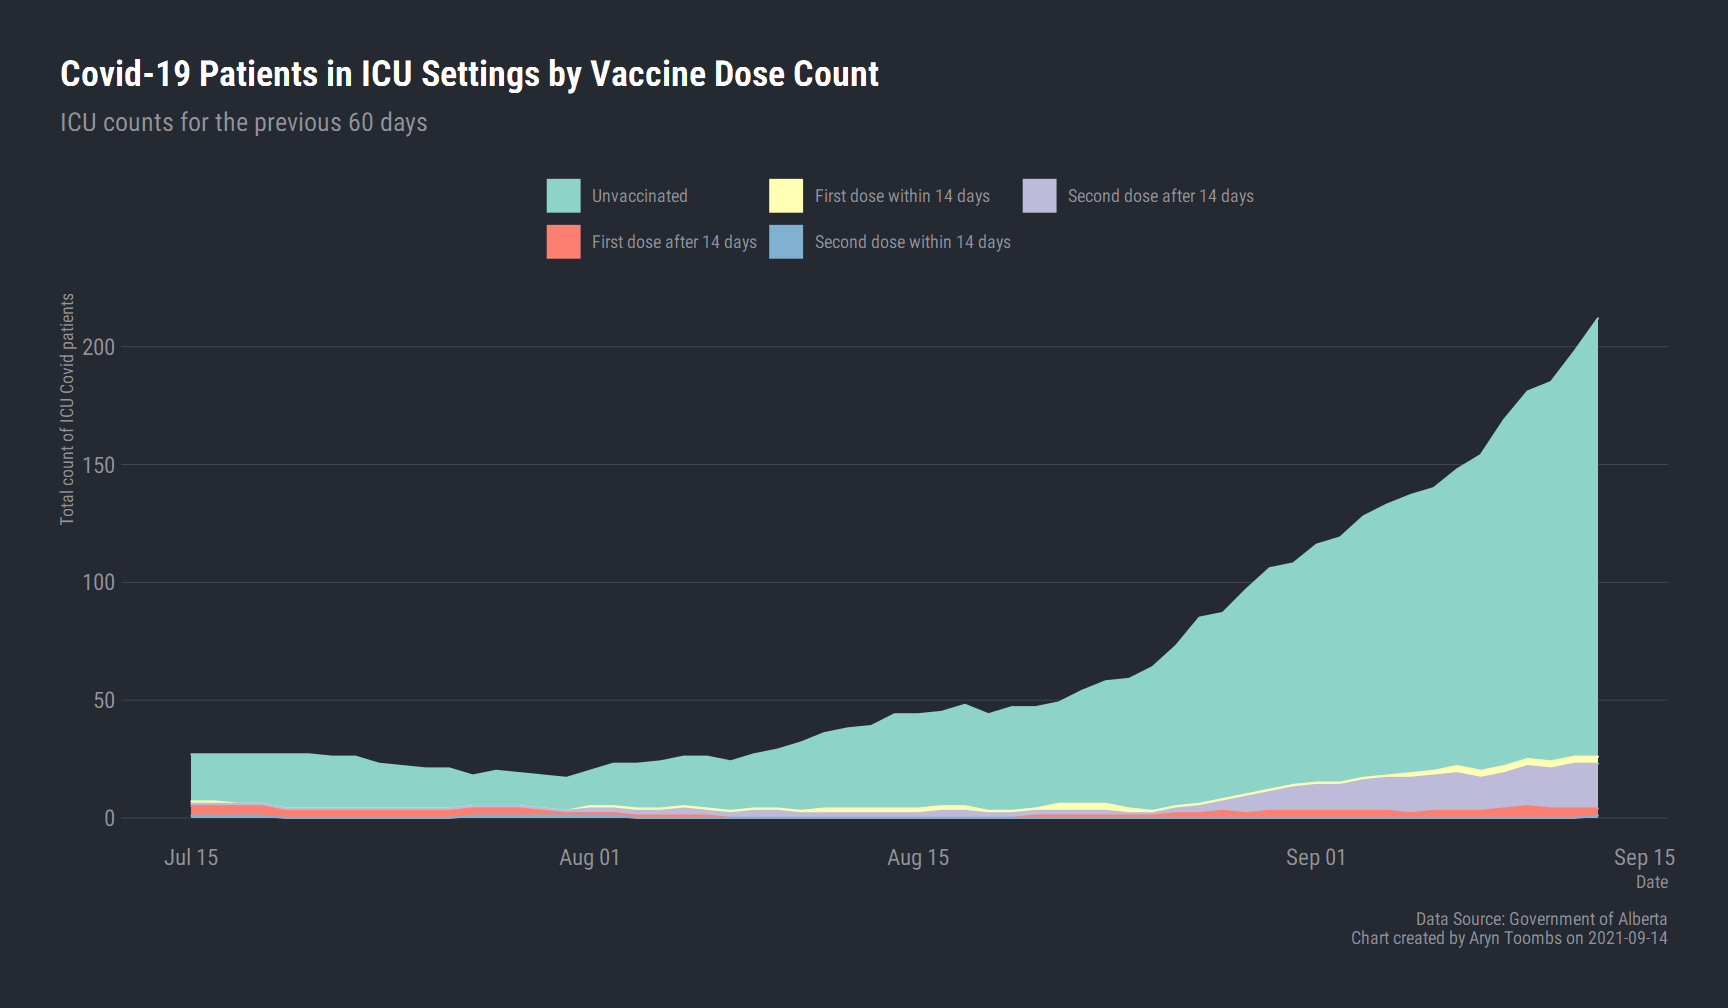 Covid-19 Patients in ICU Settings by Vaccine Dose Count
ICU counts for the previous 60 days
Unvaccinated
First dose within 14 days
Second dose after 14 days
First dose after 14 days
Second dose within 14 days
Total count of ICU Covid patients
200
150
100
50
0
Jul 15
Aug 01
Aug 15
Sep 01
Sep 15
Date
Data Source: Government of Alberta
Chart created by Aryn Toombs on 2021-09-14